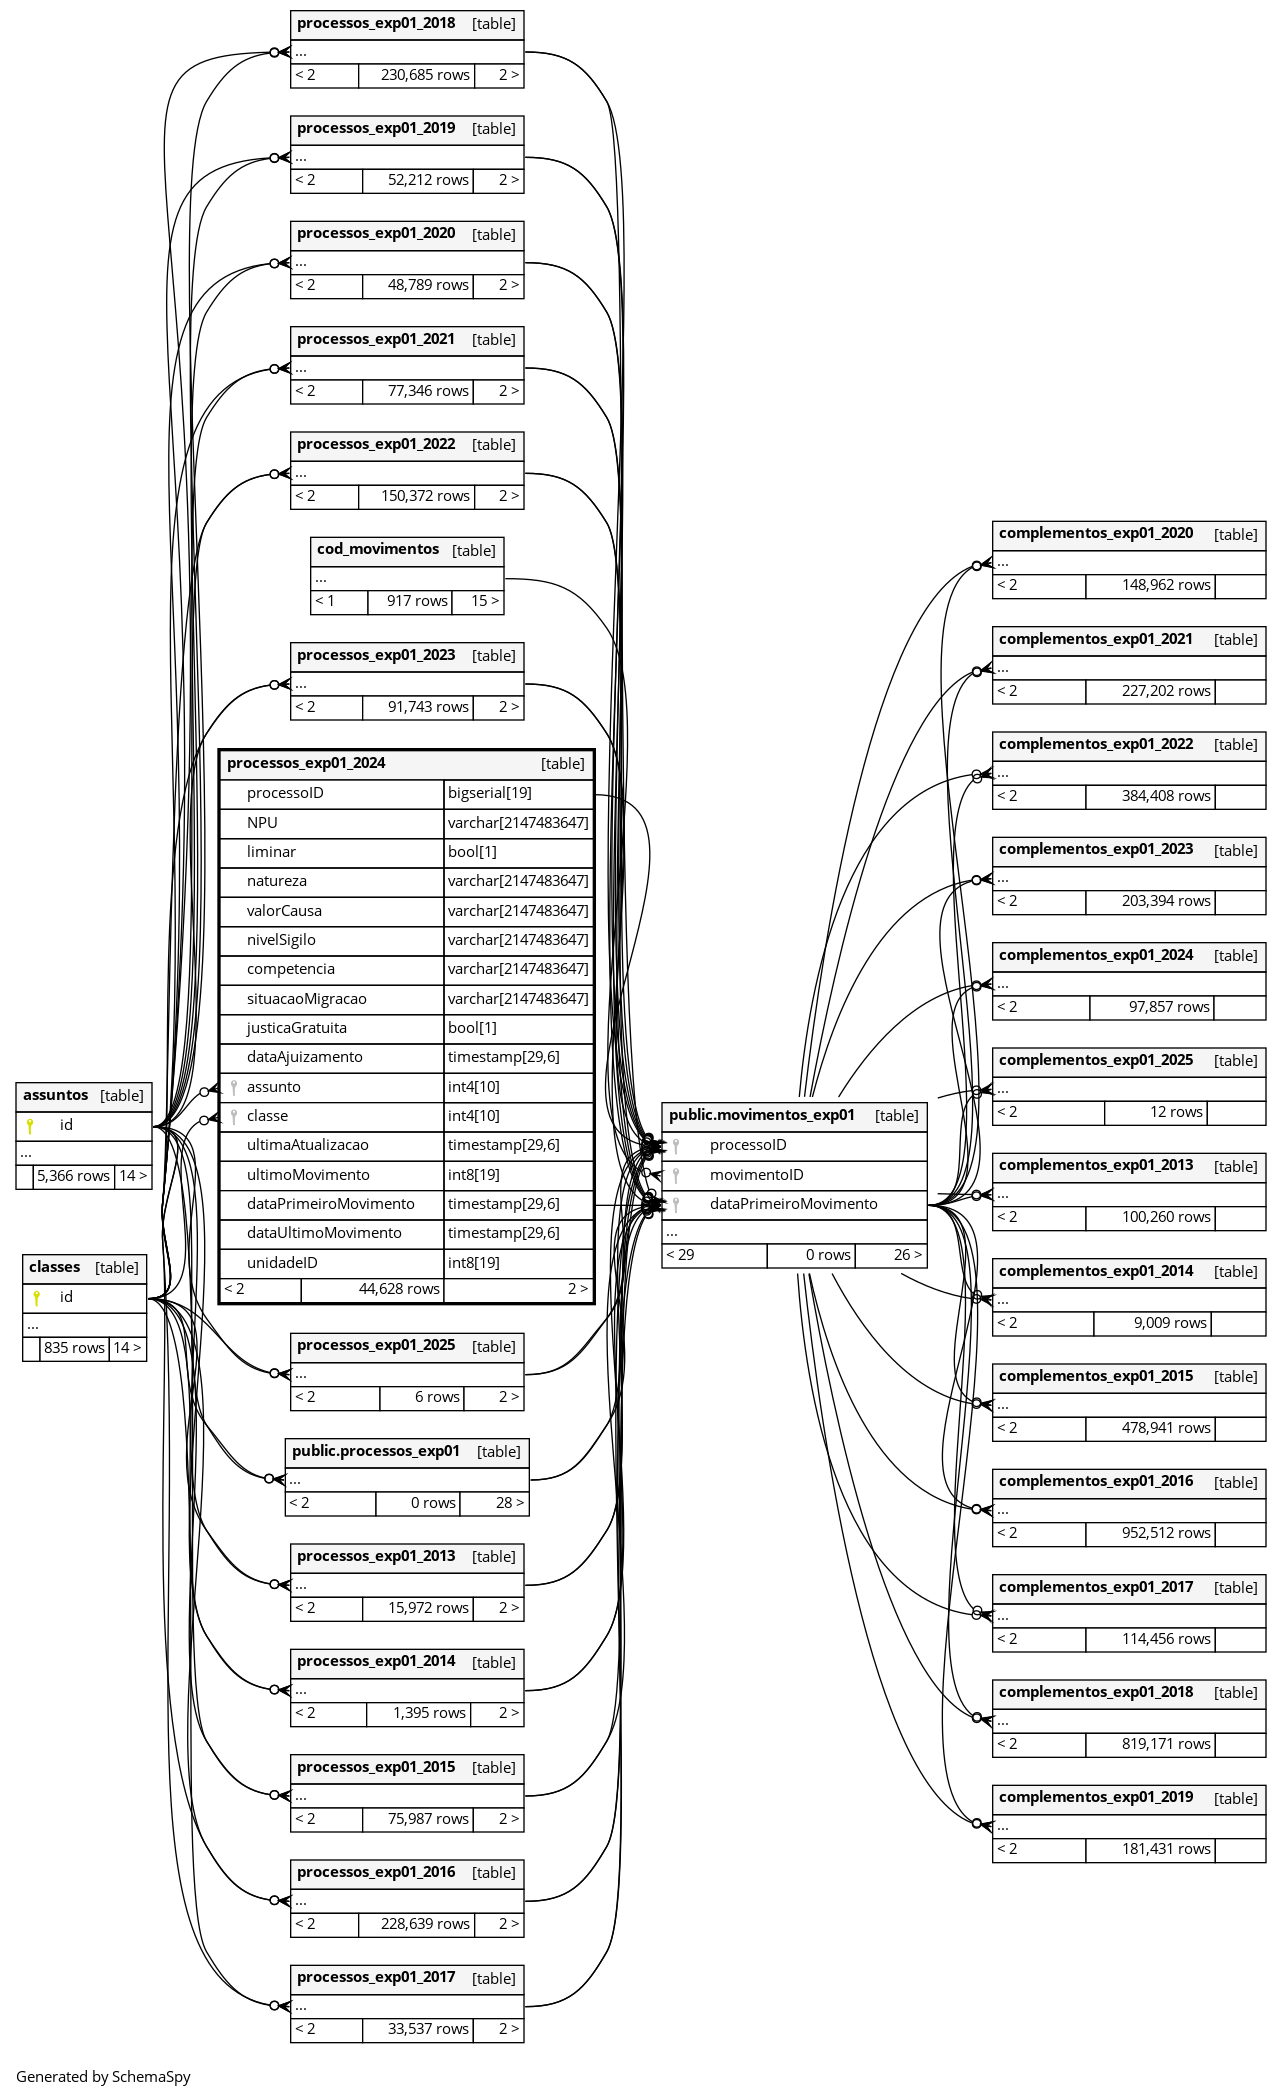 processos_exp01_2018 [table]
...
< 2 230,685 rows 2 >
processos_exp01_2019 [table]
...
< 2 52,212 rows 2 >
processos_exp01_2020 [table]
...
< 2 48,789 rows 2 >
processos_exp01_2021 [table]
...
< 2 77,346 rows 2 >
processos_exp01_2022 [table]
...
< 2 150,372 rows 2 >
cod_movimentos [table]
...
< 1 917 rows 15 >
processos_exp01_2023 [table]
...
< 2 91,743 rows 2 >
processos_exp01_2024 [table]
processoID bigserial[19]
NPU varchar[2147483647]
liminar bool[1]
natureza varchar[2147483647]
valorCausa varchar[2147483647]
nivelSigilo varchar[2147483647]
competencia varchar[2147483647]
situacaoMigracao varchar[2147483647]
justicaGratuita bool[1]
dataAjuizamento timestamp[29,6]
assunto int4[10]
classe int4[10]
ultimaAtualizacao timestamp[29,6]
ultimoMovimento int8[19]
dataPrimeiroMovimento timestamp[29,6]
dataUltimoMovimento timestamp[29,6]
unidadeID int8[19]
< 2 44,628 rows 2 >
assuntos [table]
id
...
5,366 rows 14 >
classes [table]
id
...
835 rows 14 >
processos_exp01_2025 [table]
...
< 2 6 rows 2 >
public.processos_exp01 [table]
...
< 2 0 rows 28 >
processos_exp01_2013 [table]
...
< 2 15,972 rows 2 >
processos_exp01_2014 [table]
...
< 2 1,395 rows 2 >
processos_exp01_2015 [table]
...
< 2 75,987 rows 2 >
processos_exp01_2016 [table]
...
< 2 228,639 rows 2 >
processos_exp01_2017 [table]
...
< 2 33,537 rows 2 >
public.movimentos_exp01 [table]
processoID
movimentoID
dataPrimeiroMovimento
...
< 29 0 rows 26 >
complementos_exp01_2020 [table]
...
< 2 148,962 rows
complementos_exp01_2021 [table]
...
< 2 227,202 rows
complementos_exp01_2022 [table]
...
< 2 384,408 rows
complementos_exp01_2023 [table]
...
< 2 203,394 rows
complementos_exp01_2024 [table]
...
< 2 97,857 rows
complementos_exp01_2025 [table]
...
< 2 12 rows
complementos_exp01_2013 [table]
...
< 2 100,260 rows
complementos_exp01_2014 [table]
...
< 2 9,009 rows
complementos_exp01_2015 [table]
...
< 2 478,941 rows
complementos_exp01_2016 [table]
...
< 2 952,512 rows
complementos_exp01_2017 [table]
...
< 2 114,456 rows
complementos_exp01_2018 [table]
...
< 2 819,171 rows
complementos_exp01_2019 [table]
...
< 2 181,431 rows
Generated by SchemaSpy